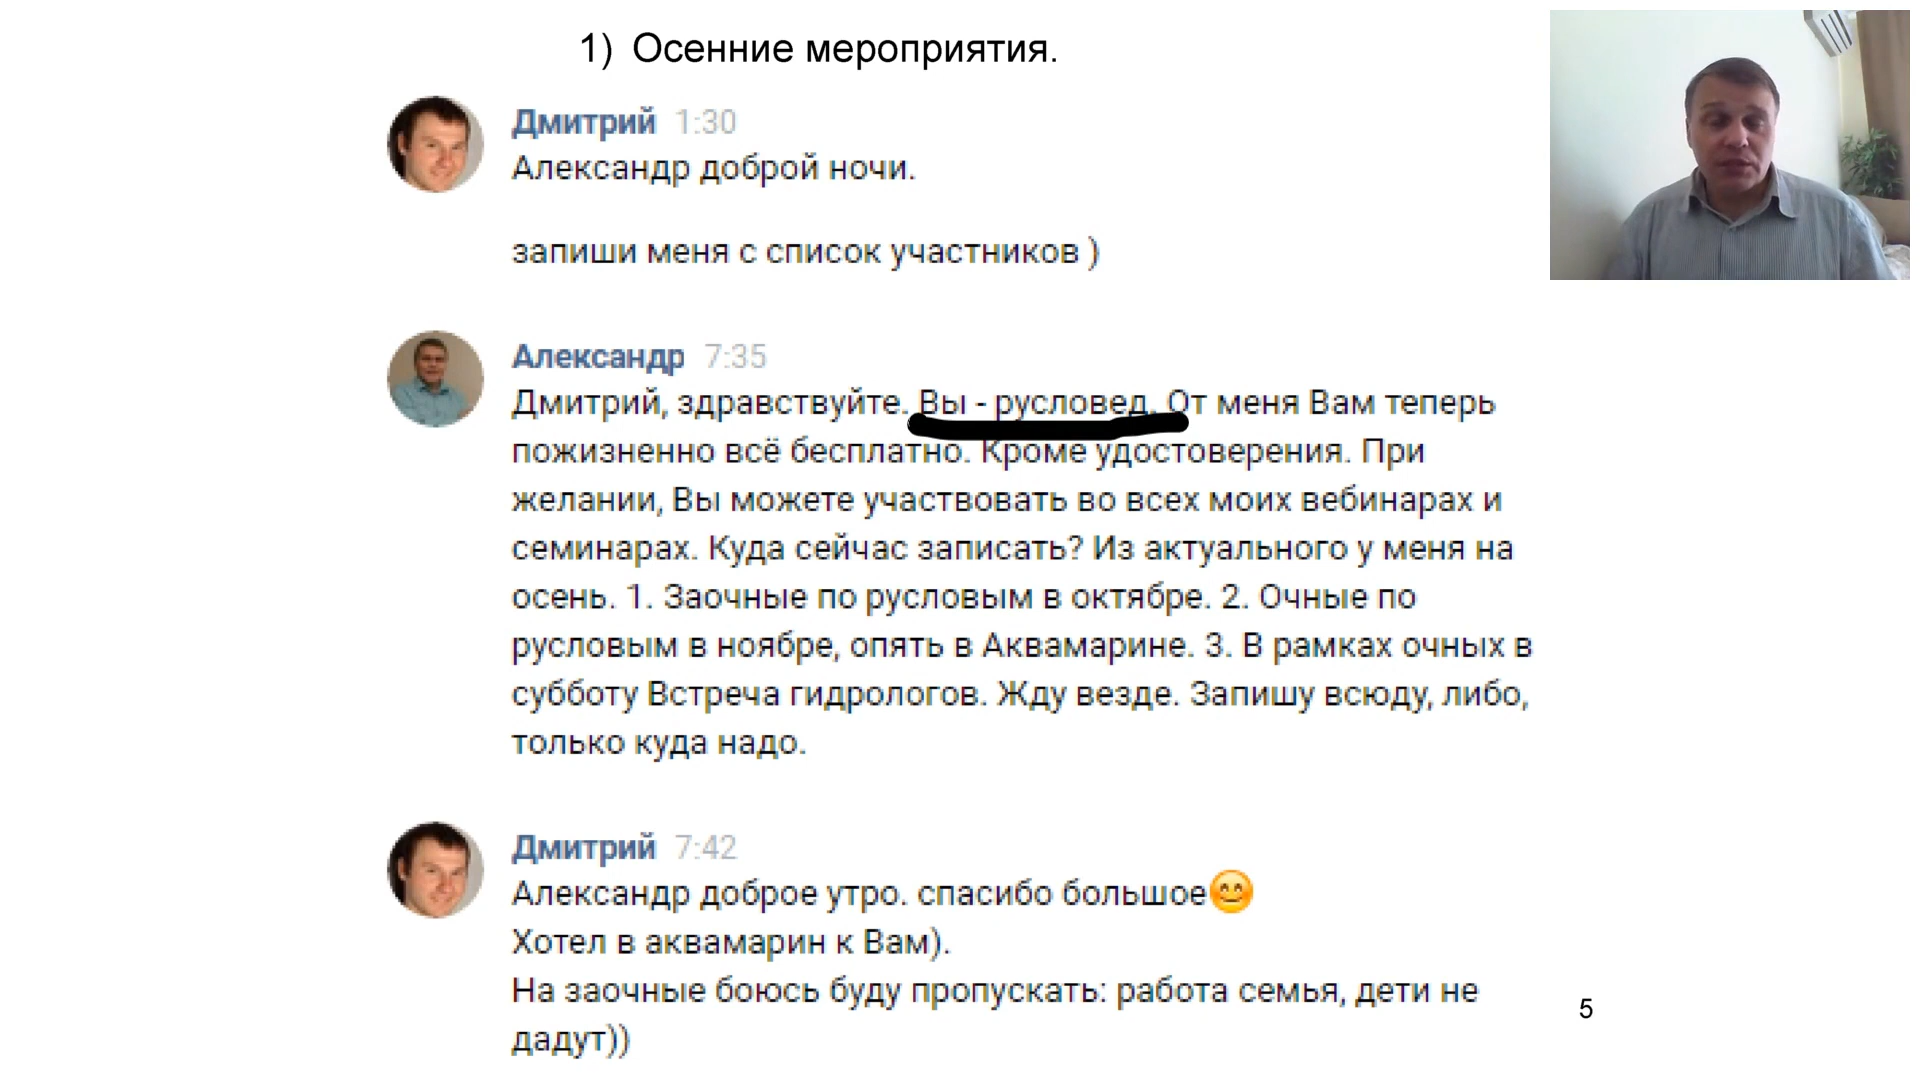 1) Осенние мероприятия.
Дмитрий 1:30
Александр доброй ночи.
запиши меня с список участников )
Александр 7:35
Дмитрий, здравствуйте. Вы - русловед. От меня Вам теперь
пожизненно всё бесплатно. Кроме удостоверения. При
желании, Вы можете участвовать во всех моих вебинарах и
семинарах. Куда сейчас записать? Из актуального у меня на
осень. 1. Заочные по русловым в октябре. 2. Очные по
русловым в ноябре, опять в Аквамарине. 3. В рамках очных в
субботу Встреча гидрологов. Жду везде. Запишу всюду, либо,
только куда надо.
Дмитрий 7:42
Александр доброе утро. спасибо большое😊
Хотел в аквамарин к Вам).
На заочные боюсь буду пропускать: работа семья, дети не
дадут))
5